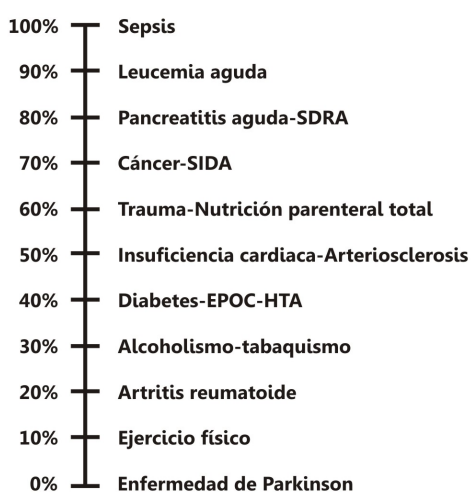 100% Sepsis
90% Leucemia aguda
80% Pancreatitis aguda-SDRA
70% Cáncer-SIDA
60% Trauma-Nutrición parenteral total
50% Insuficiencia cardiaca-Arteriosclerosis
40% Diabetes-EPOC-HTA
30% Alcoholismo-tabaquismo
20% Artritis reumatoide
10% Ejercicio físico
0% Enfermedad de Parkinson